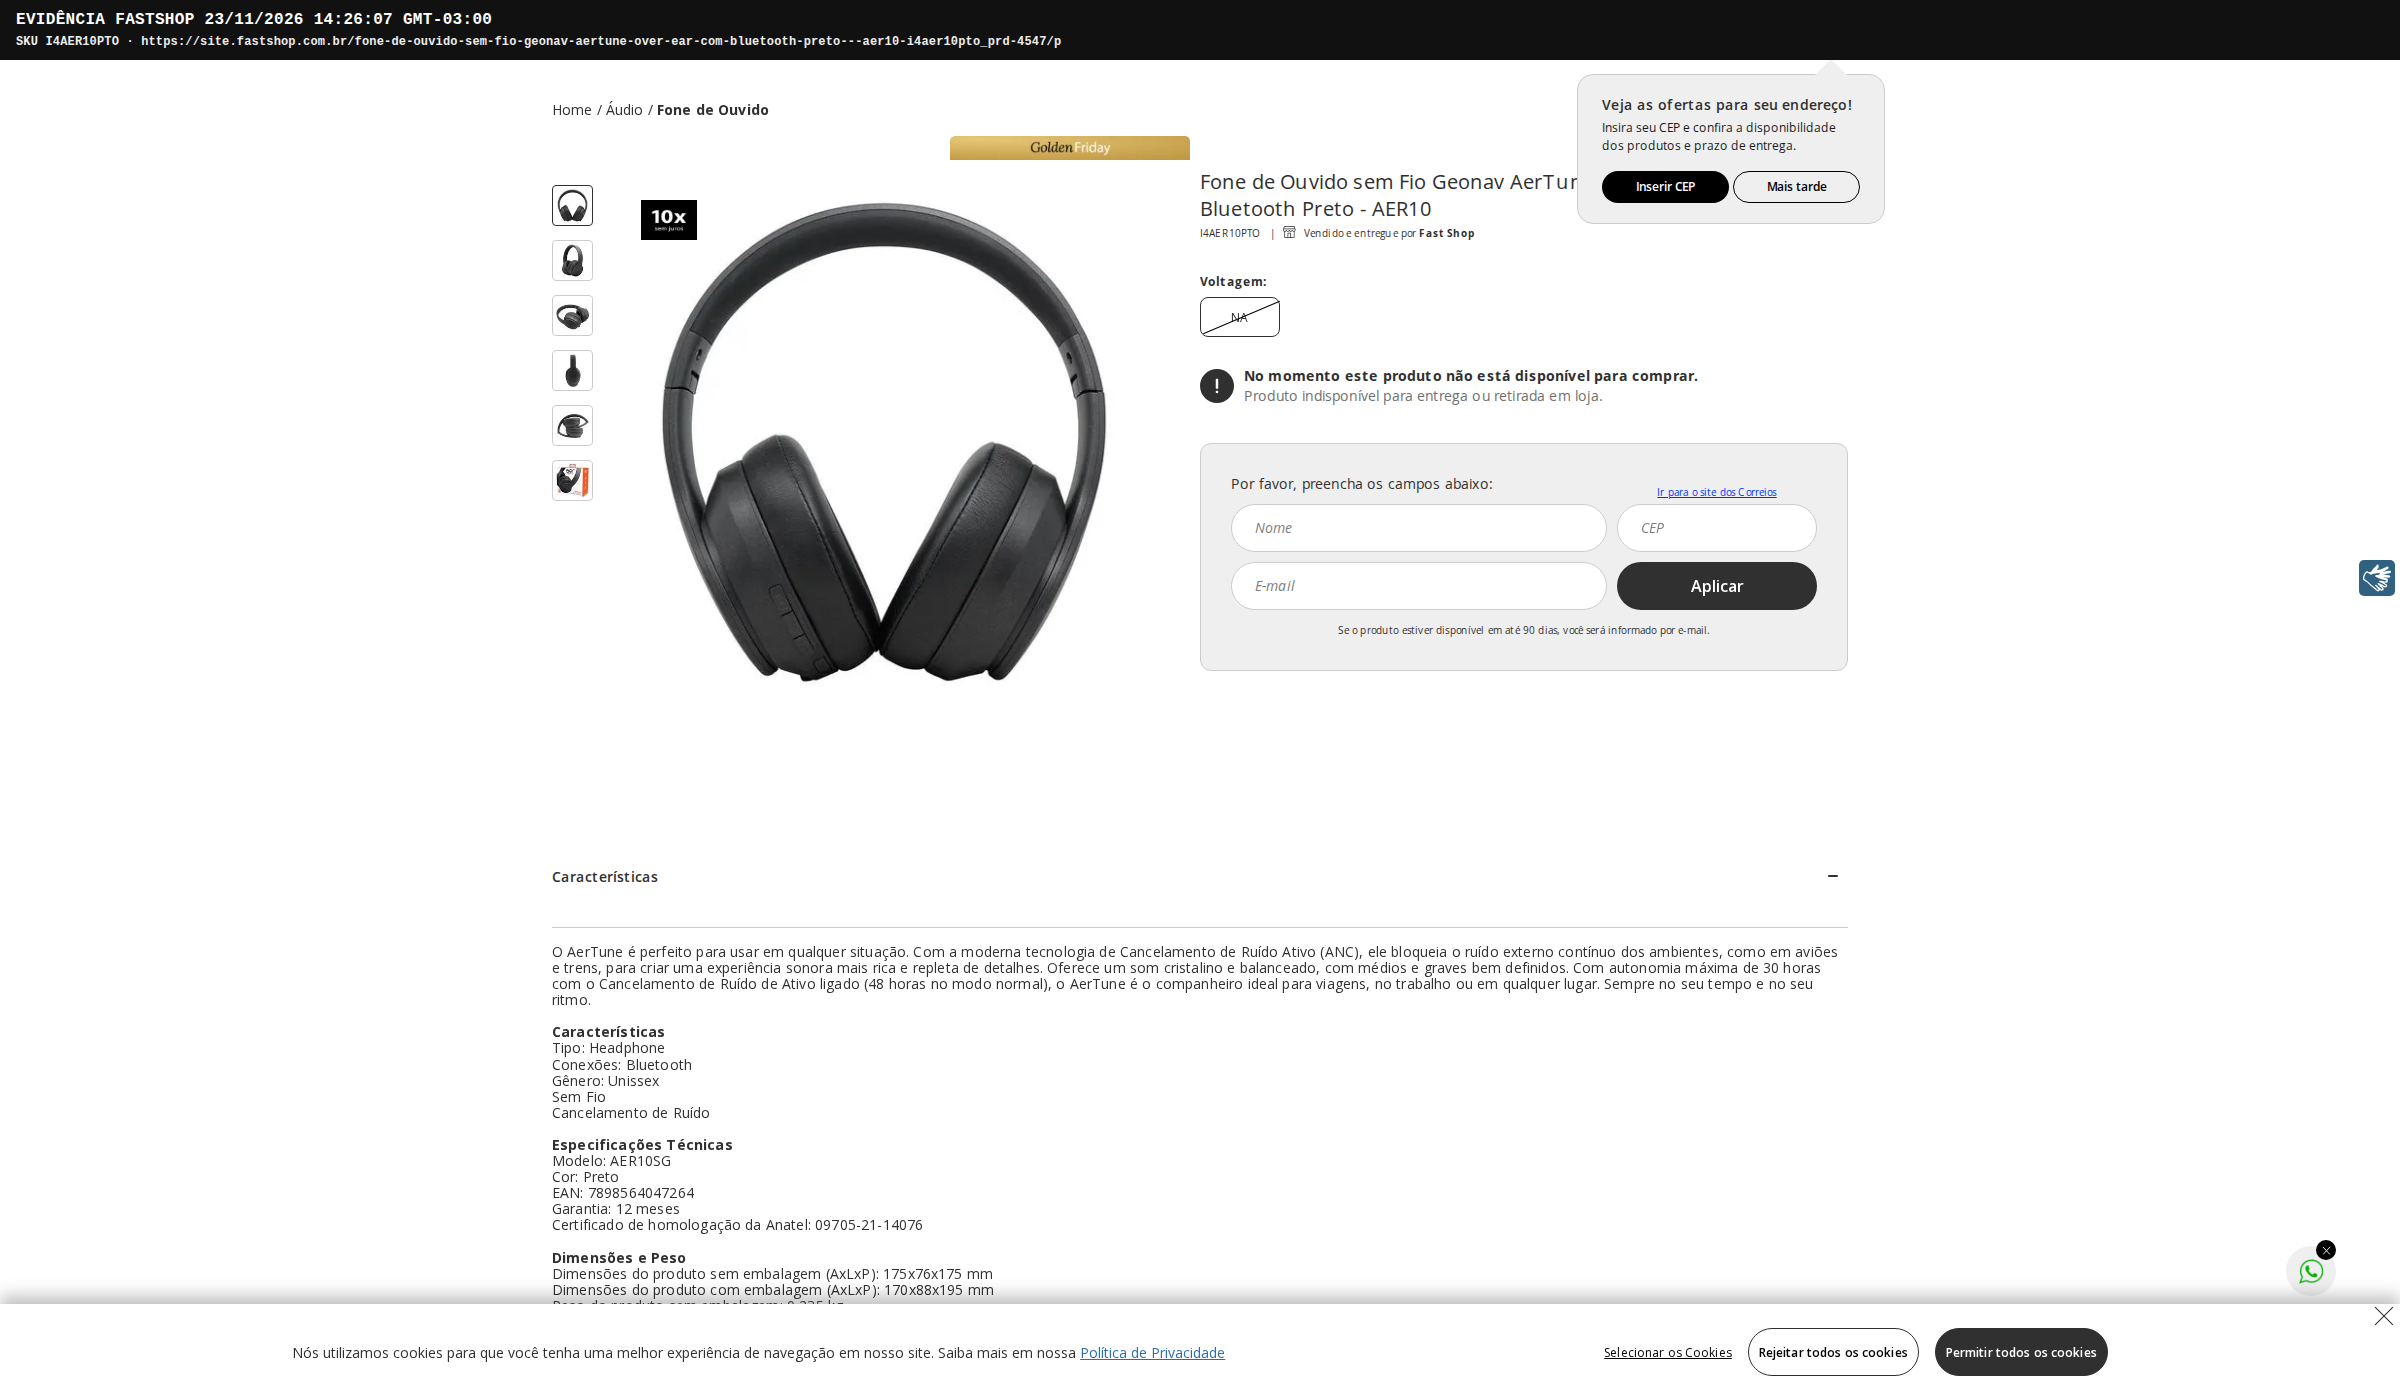 EVIDÊNCIA FASTSHOP 23/11/2026 14:26:07 GMT-03:00
SKU I4AER10PTO · https://site.fastshop.com.br/fone-de-ouvido-sem-fio-geonav-aertune-over-ear-com-bluetooth-preto---aer10-i4aer10pto_prd-4547/p
Home / Áudio / Fone de Ouvido
Veja as ofertas para seu endereço!
Insira seu CEP e confira a disponibilidade
dos produtos e prazo de entrega.
Inserir CEP
Mais tarde
Golden Friday
10x
sem juros
Fone de Ouvido sem Fio Geonav AerTun
Bluetooth Preto - AER10
I4AER10PTO | Vendido e entregue por Fast Shop
Voltagem:
NA
No momento este produto não está disponível para comprar.
Produto indisponível para entrega ou retirada em loja.
Por favor, preencha os campos abaixo:
Ir para o site dos Correios
Nome
CEP
E-mail
Aplicar
Se o produto estiver disponível em até 90 dias, você será informado por e-mail.
Características
O AerTune é perfeito para usar em qualquer situação. Com a moderna tecnologia de Cancelamento de Ruído Ativo (ANC), ele bloqueia o ruído externo contínuo dos ambientes, como em aviões
e trens, para criar uma experiência sonora mais rica e repleta de detalhes. Oferece um som cristalino e balanceado, com médios e graves bem definidos. Com autonomia máxima de 30 horas
com o Cancelamento de Ruído de Ativo ligado (48 horas no modo normal), o AerTune é o companheiro ideal para viagens, no trabalho ou em qualquer lugar. Sempre no seu tempo e no seu
ritmo.
Características
Tipo: Headphone
Conexões: Bluetooth
Gênero: Unissex
Sem Fio
Cancelamento de Ruído
Especificações Técnicas
Modelo: AER10SG
Cor: Preto
EAN: 7898564047264
Garantia: 12 meses
Certificado de homologação da Anatel: 09705-21-14076
Dimensões e Peso
Dimensões do produto sem embalagem (AxLxP): 175x76x175 mm
Dimensões do produto com embalagem (AxLxP): 170x88x195 mm
Nós utilizamos cookies para que você tenha uma melhor experiência de navegação em nosso site. Saiba mais em nossa Política de Privacidade
Selecionar os Cookies
Rejeitar todos os cookies
Permitir todos os cookies